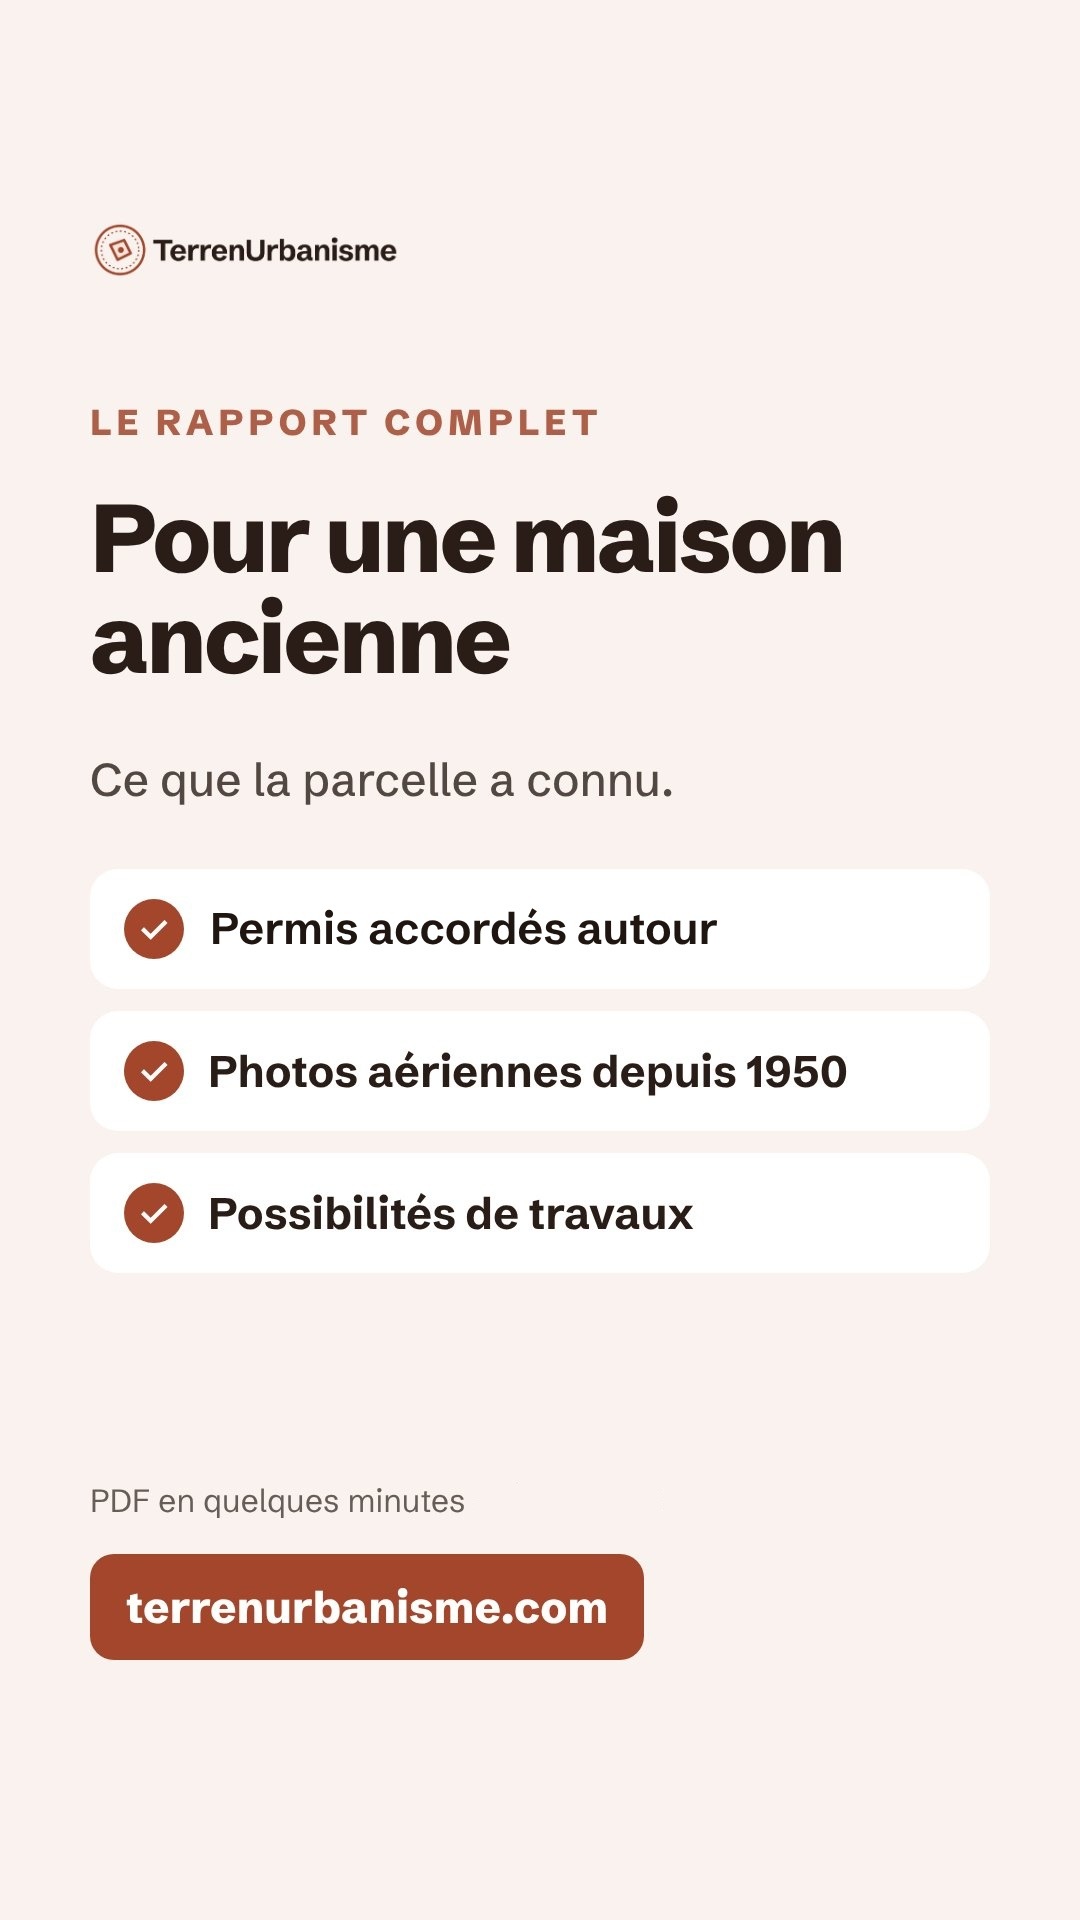 TerrenUrbanisme
LE RAPPORT COMPLET
Pour une maison
ancienne
Ce que la parcelle a connu.
Permis accordés autour
Photos aériennes depuis 1950
Possibilités de travaux
PDF en quelques minutes
terrenurbanisme.com